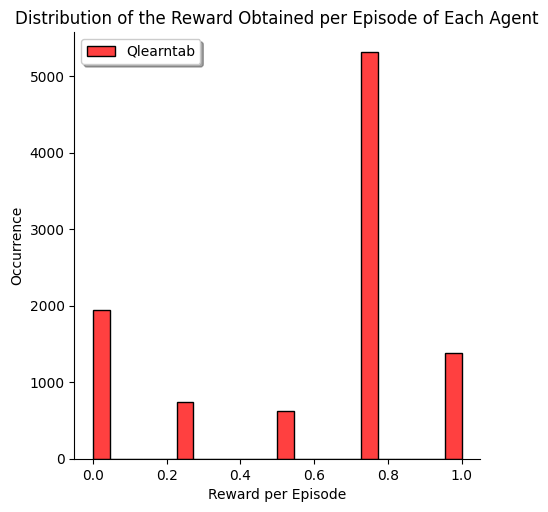 Distribution of the Reward Obtained per Episode of Each Agent
Qlearntab
5000
4000
3000
2000
1000
0
Occurrence
0.0 0.2 0.4 0.6 0.8 1.0
Reward per Episode